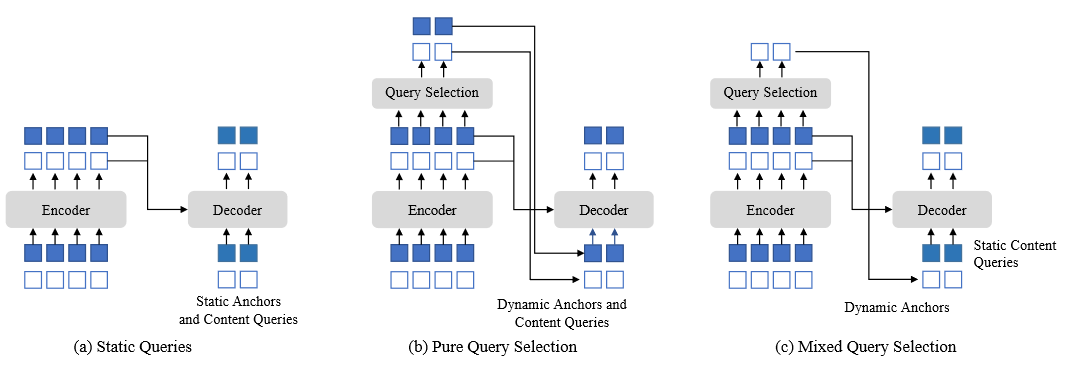 Encoder
Decoder
Static Anchors
and Content Queries
(a) Static Queries
Query Selection
Encoder
Decoder
Dynamic Anchors and
Content Queries
(b) Pure Query Selection
Query Selection
Encoder
Decoder
Static Content
Queries
Dynamic Anchors
(c) Mixed Query Selection